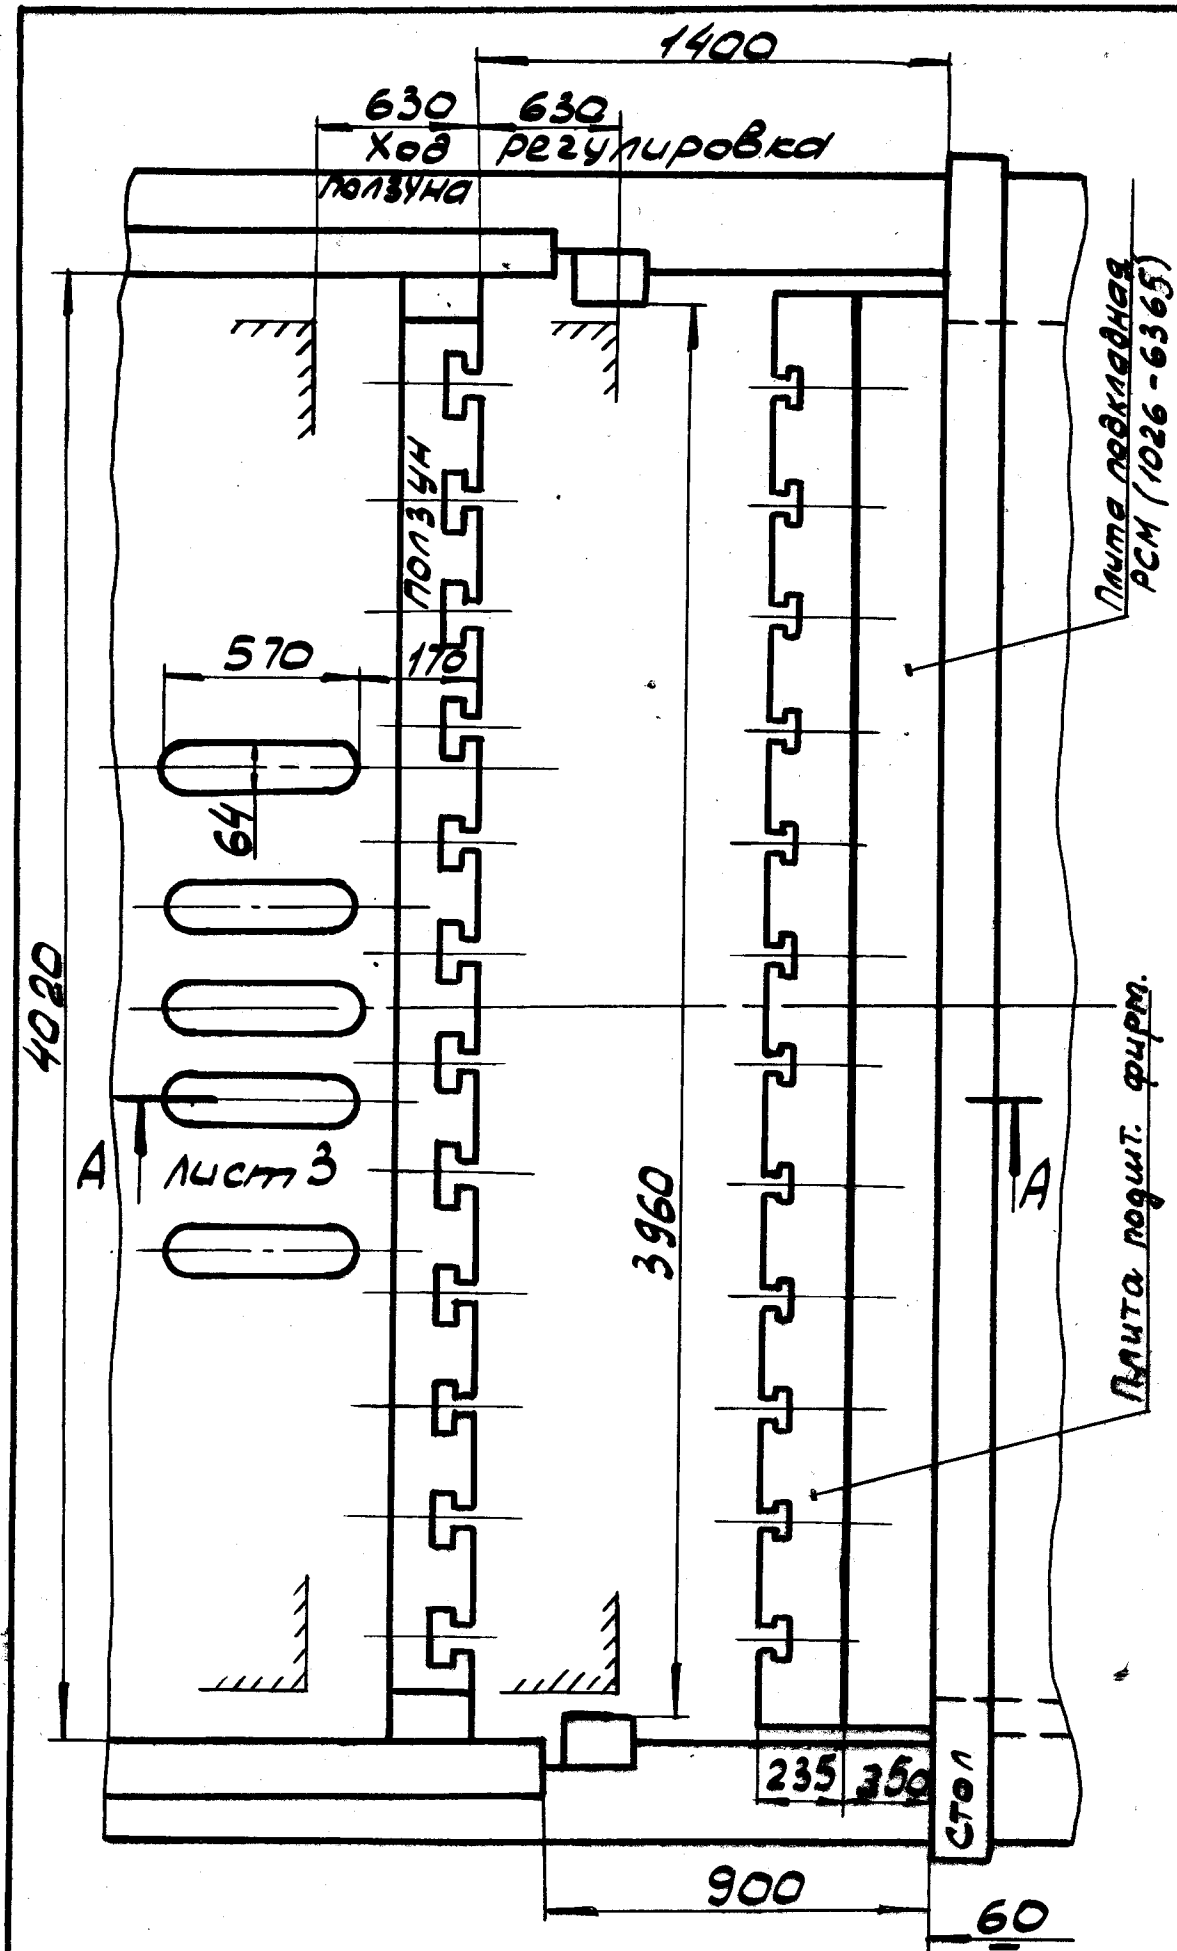 1400
630 630
Ход регулировка
ползуна
Плита подкладная
РСМ (1026-6365)
ползун
570
170
64
4020
3960
А
лист 3
А
Плита подшт. фирм.
235
350
стол
900
60